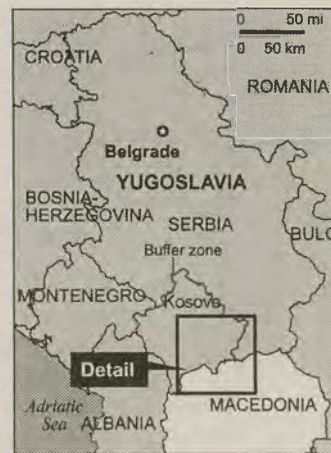 0 50 mi
0 50 km
CROATIA
ROMANIA
Belgrade
YUGOSLAVIA
BOSNIA-
HERZEGOVINA
SERBIA
BULG
Buffer zone
MONTENEGRO
Kosovo
Detail
Adriatic
Sea
ALBANIA
MACEDONIA